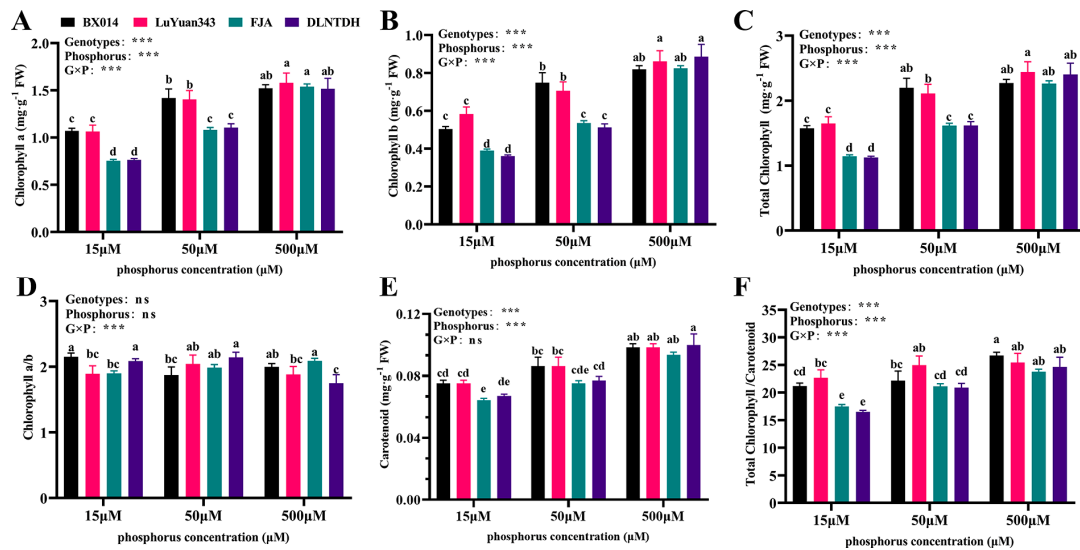 A
BX014 LuYuan343 FJA DLNTDH
Genotypes: ***
Phosphorus: ***
G×P: ***
Chlorophyll a (mg·g⁻¹ FW)
2.0
1.5
1.0
0.5
0.0
c c d d
b b c c
ab a ab ab
15μM 50μM 500μM
phosphorus concentration (μM)
B
Genotypes: ***
Phosphorus: ***
G×P: ***
Chlorophyll b (mg·g⁻¹ FW)
1.0
0.8
0.6
0.4
0.2
0.0
c c d d
b b c c
ab a ab a
15μM 50μM 500μM
phosphorus concentration (μM)
C
Genotypes: ***
Phosphorus: ***
G×P: ***
Total Chlorophyll (mg·g⁻¹ FW)
3
2
1
0
c c d d
ab b c c
ab a ab ab
15μM 50μM 500μM
phosphorus concentration (μM)
D
Genotypes: ns
Phosphorus: ns
G×P: ***
Chlorophyll a/b
3
2
1
0
a bc bc a
bc ab ab a
ab bc a c
15μM 50μM 500μM
phosphorus concentration (μM)
E
Genotypes: ***
Phosphorus: ***
G×P: ns
Carotenoid (mg·g⁻¹ FW)
0.12
0.08
0.04
0.00
cd cd e de
bc bc cde cd
ab ab ab a
15μM 50μM 500μM
phosphorus concentration (μM)
F
Genotypes: ***
Phosphorus: ***
G×P: ***
Total Chlorophyll /Carotenoid
35
30
25
20
15
10
5
0
cd bc e e
bc ab cd cd
a ab ab ab
15μM 50μM 500μM
phosphorus concentration (μM)